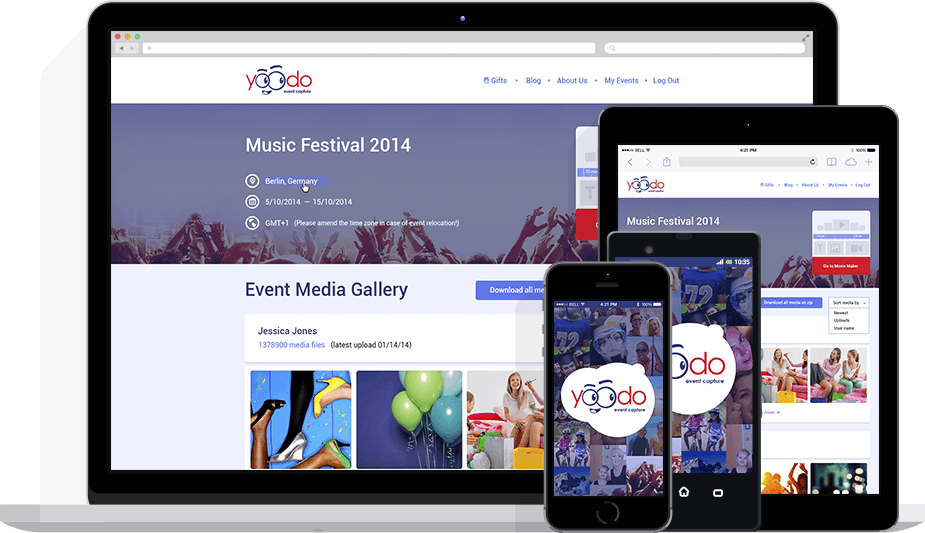 yoodo
event capture
Gifts • Blog • About Us • My Events • Log Out
Music Festival 2014
Berlin, Germany
5/10/2014 — 15/10/2014
GMT+1 (Please amend the time zone in case of event relocation!)
Event Media Gallery
Download all me
Jessica Jones
1378900 media files (latest upload 01/14/14)
BELL 4:21 PM 100%
yoodo
event capture
Gifts • Blog • About Us • My Events • Log Out
Music Festival 2014
Go to Movie Maker
Download all media as zip
Sort media by
Newest
Uploads
User name
Jones
10:35
odo
event capture
BELL 4:21 PM 100%
yoodo
event capture